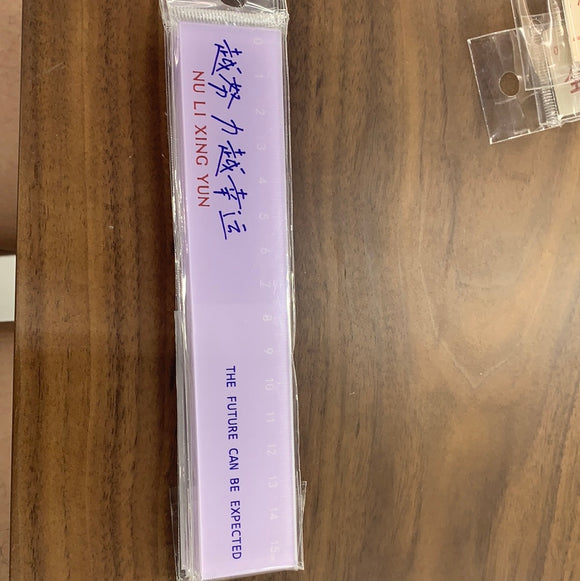 0 1 2 3 4 5 6 7 8 9 10 11 12 13 14 15
越努力越幸运
NU LI XING YUN
THE FUTURE CAN BE EXPECTED